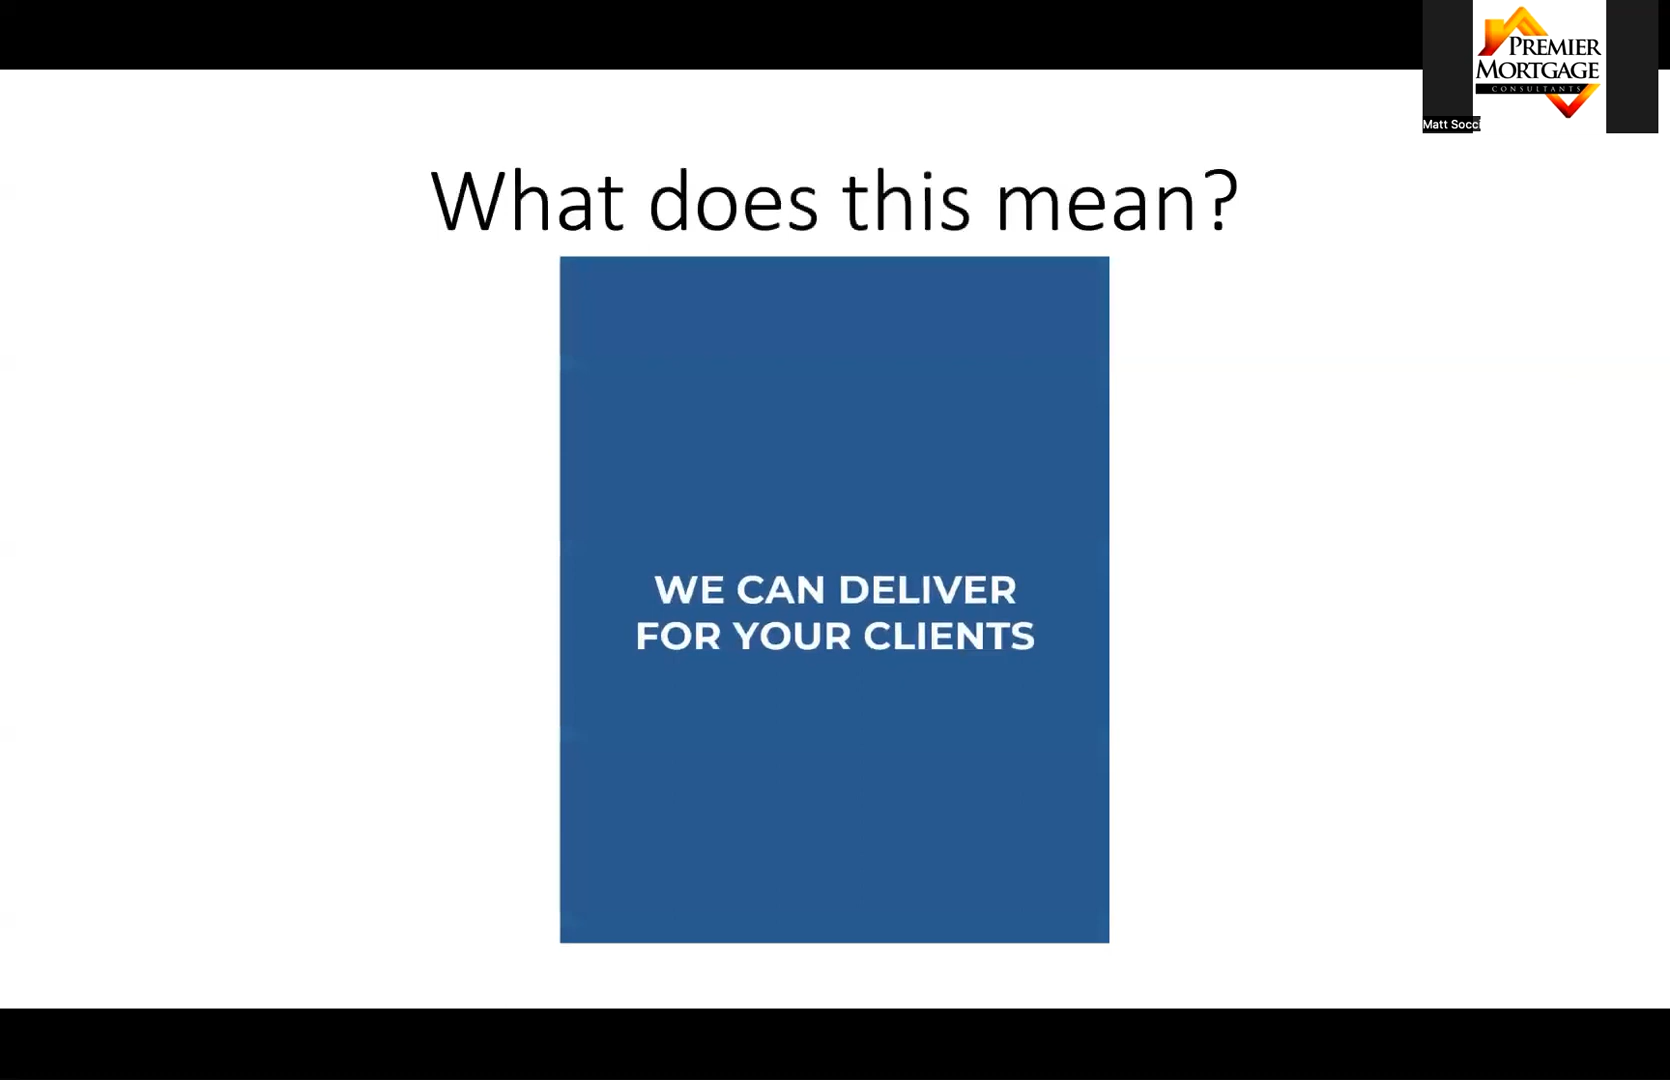 PREMIER
MORTGAGE
CONSULTANTS
Matt Socci
What does this mean?
WE CAN DELIVER
FOR YOUR CLIENTS